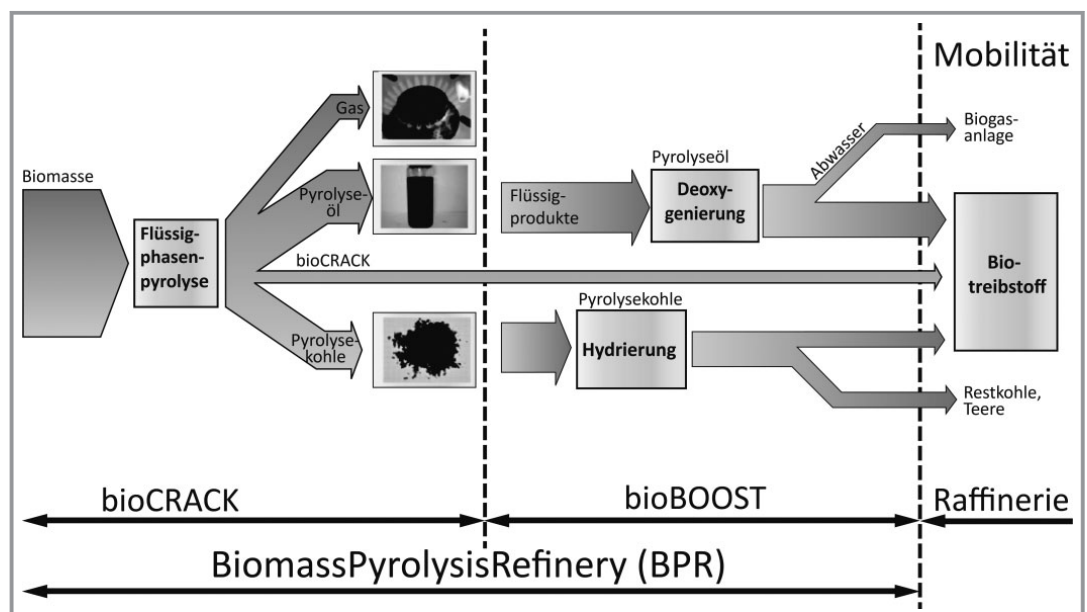 Mobilität
Gas
Biogas-
anlage
Abwasser
Biomasse
Pyrolyse-
öl
Pyrolyseöl
Flüssig-
produkte
Deoxy-
genierung
Flüssig-
phasen-
pyrolyse
bioCRACK
Bio-
treibstoff
Pyrolysekohle
Pyrolyse-
kohle
Hydrierung
Restkohle,
Teere
bioCRACK
bioBOOST
Raffinerie
BiomassPyrolysisRefinery (BPR)